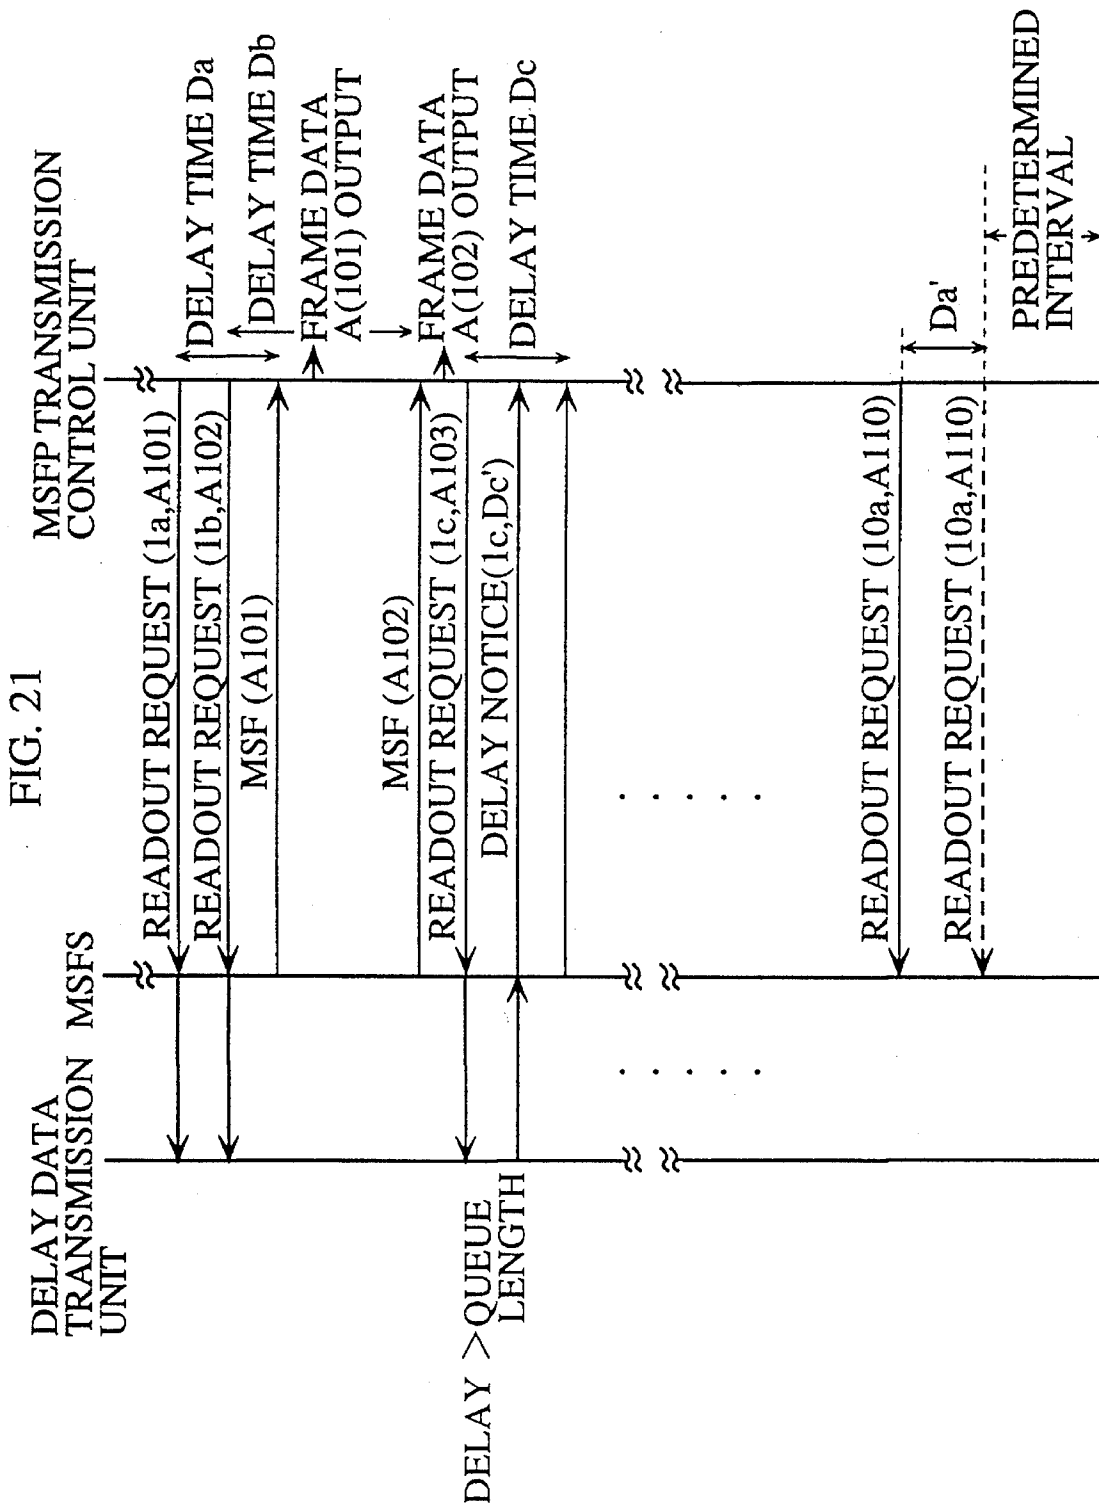 FIG. 21
DELAY DATA
TRANSMISSION
UNIT
MSFS
MSFP TRANSMISSION
CONTROL UNIT
READOUT REQUEST (1a,A101)
READOUT REQUEST (1b,A102)
MSF (A101)
MSF (A102)
READOUT REQUEST (1c,A103)
DELAY NOTICE(1c,Dc')
DELAY >QUEUE
LENGTH
DELAY TIME Da
DELAY TIME Db
FRAME DATA
A(101) OUTPUT
FRAME DATA
A(102) OUTPUT
DELAY TIME Dc
. . . . .
. . . . .
READOUT REQUEST (10a,A110)
READOUT REQUEST (10a,A110)
Da'
PREDETERMINED
INTERVAL